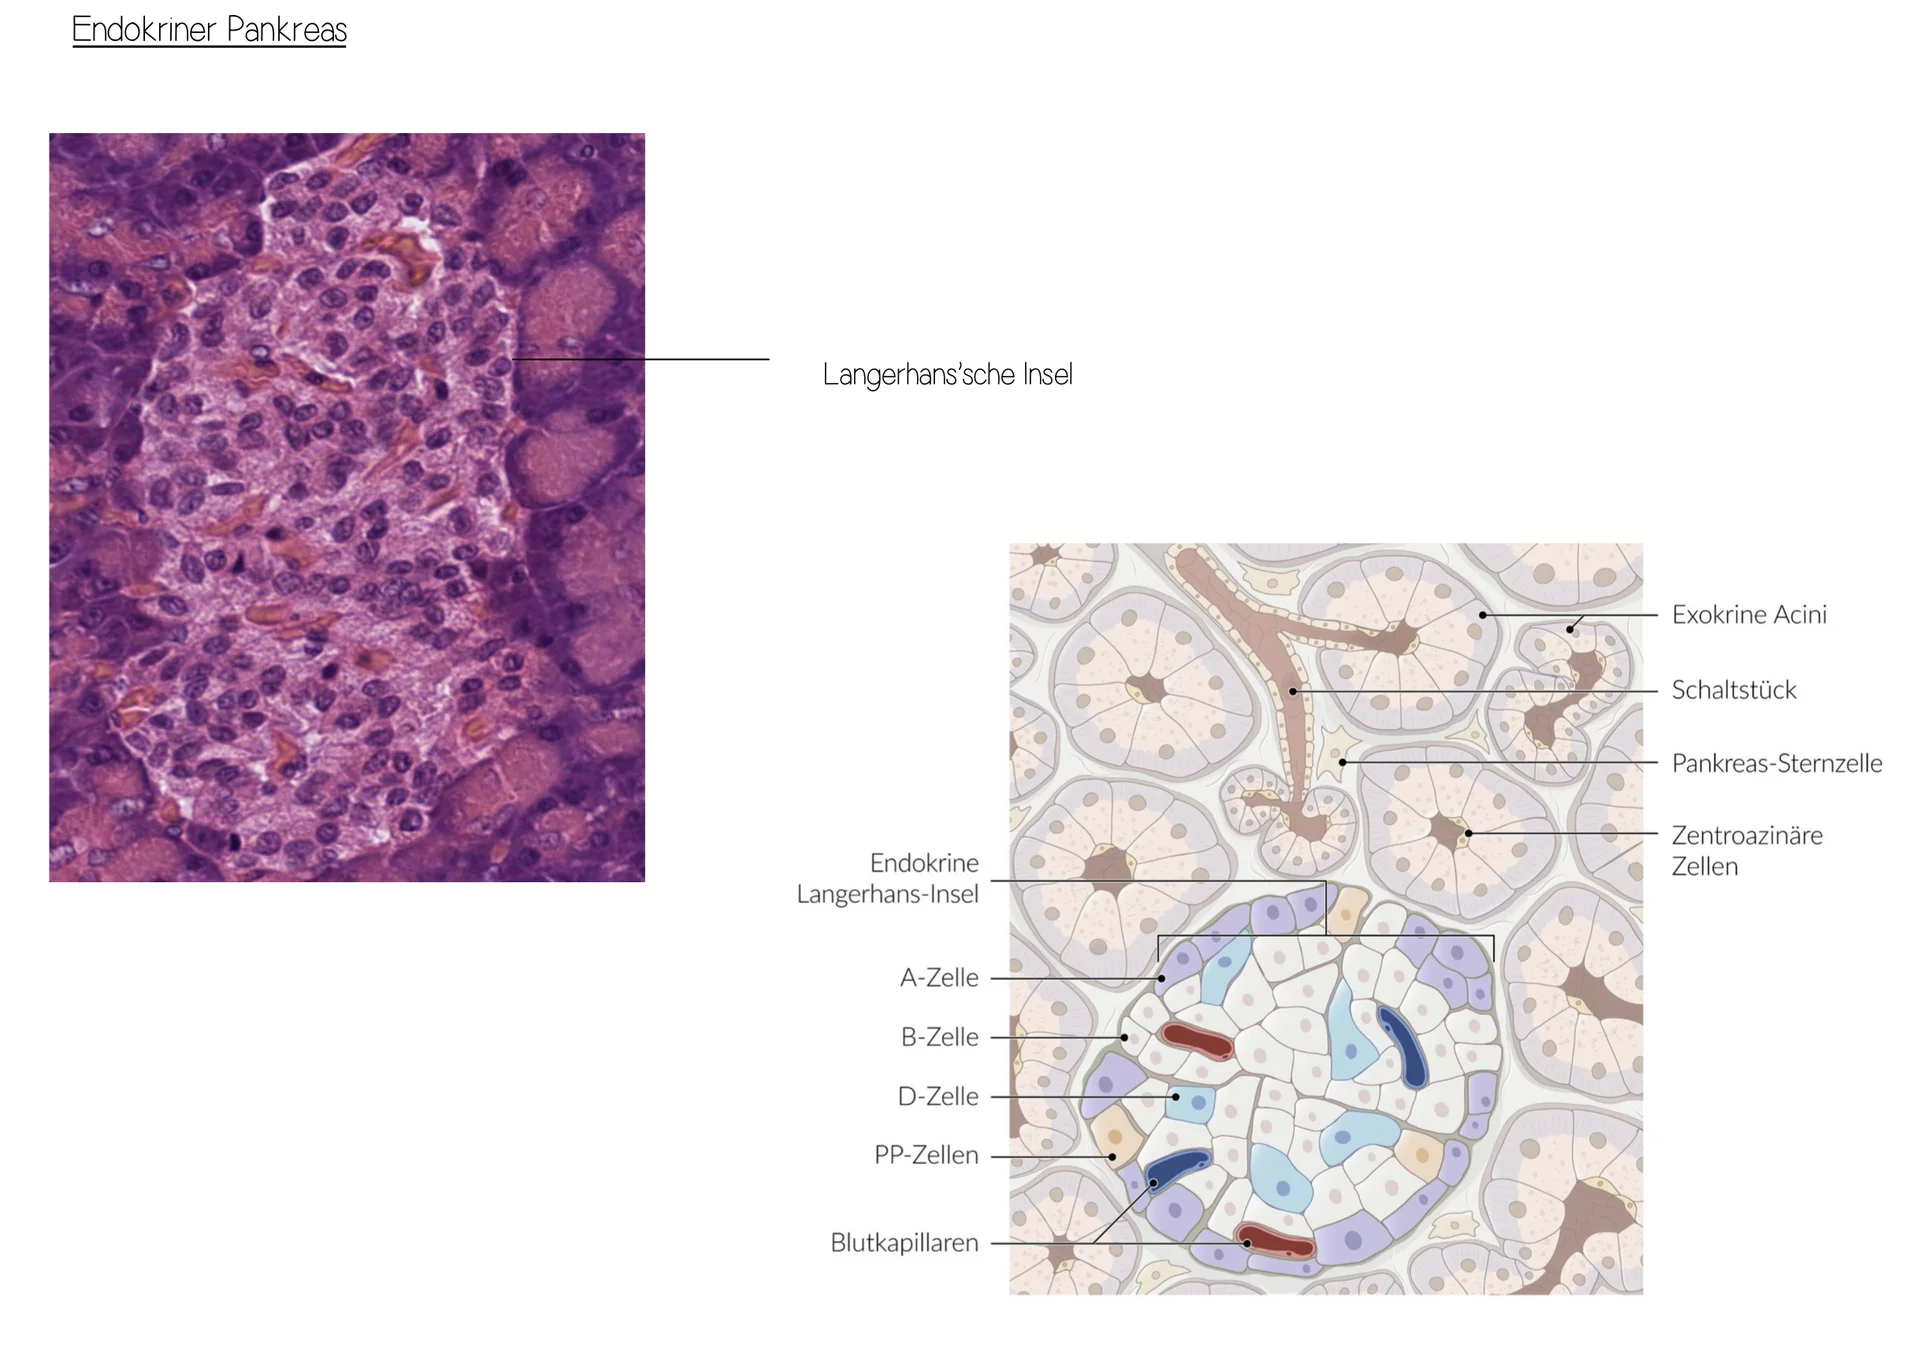 Endokriner Pankreas
Langerhans’sche Insel
Exokrine Acini
Schaltstück
Pankreas-Sternzelle
Zentroazinäre
Zellen
Endokrine
Langerhans-Insel
A-Zelle
B-Zelle
D-Zelle
PP-Zellen
Blutkapillaren